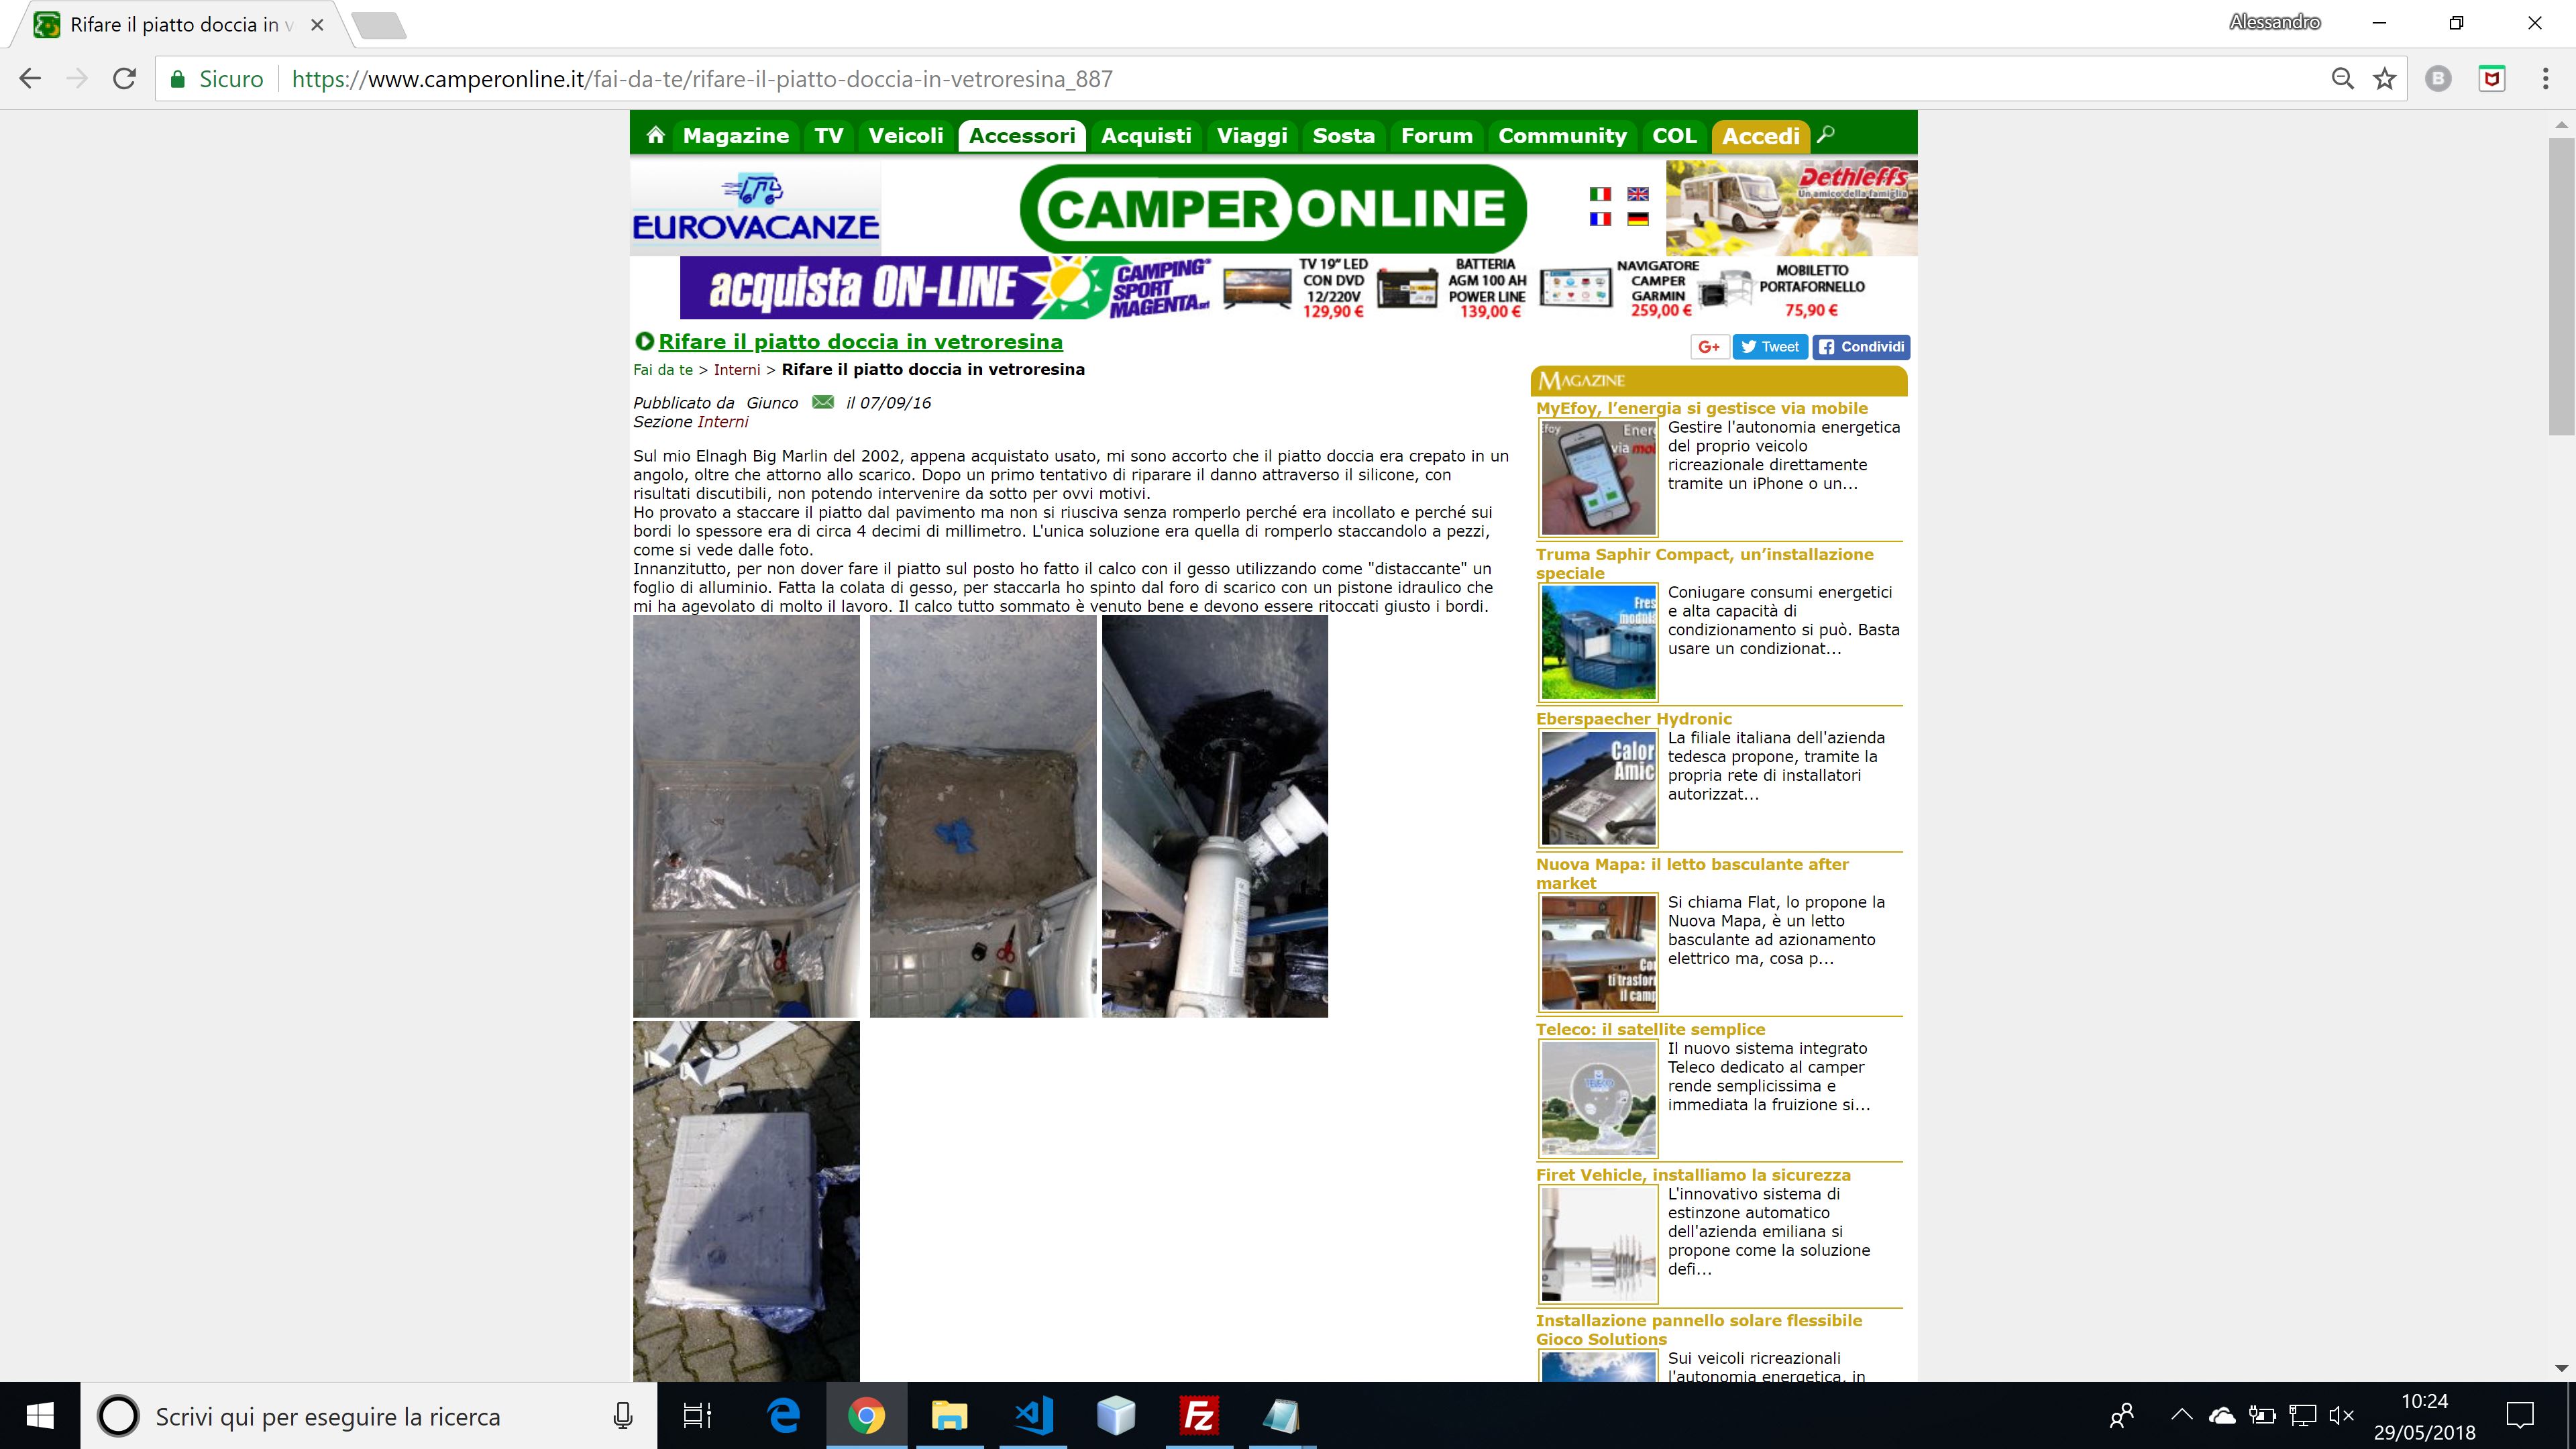 Rifare il piatto doccia in v
Alessandro
Sicuro
https://www.camperonline.it/fai-da-te/rifare-il-piatto-doccia-in-vetroresina_887
Magazine TV Veicoli Accessori Acquisti Viaggi Sosta Forum Community COL Accedi
EUROVACANZE
CAMPERONLINE
Dethleffs
Un amico della famiglia
acquista ON-LINE
CAMPING
SPORT
MAGENTA srl
TV 19" LED
CON DVD
12/220V
129,90 €
BATTERIA
AGM 100 AH
POWER LINE
139,00 €
NAVIGATORE
CAMPER
GARMIN
259,00 €
MOBILETTO
PORTAFORNELLO
75,90 €
Rifare il piatto doccia in vetroresina
G+ Tweet Condividi
Fai da te > Interni > Rifare il piatto doccia in vetroresina
Pubblicato da Giunco il 07/09/16
Sezione Interni
Sul mio Elnagh Big Marlin del 2002, appena acquistato usato, mi sono accorto che il piatto doccia era crepato in un
angolo, oltre che attorno allo scarico. Dopo un primo tentativo di riparare il danno attraverso il silicone, con
risultati discutibili, non potendo intervenire da sotto per ovvi motivi.
Ho provato a staccare il piatto dal pavimento ma non si riusciva senza romperlo perché era incollato e perché sui
bordi lo spessore era di circa 4 decimi di millimetro. L'unica soluzione era quella di romperlo staccandolo a pezzi,
come si vede dalle foto.
Innanzitutto, per non dover fare il piatto sul posto ho fatto il calco con il gesso utilizzando come "distaccante" un
foglio di alluminio. Fatta la colata di gesso, per staccarla ho spinto dal foro di scarico con un pistone idraulico che
mi ha agevolato di molto il lavoro. Il calco tutto sommato è venuto bene e devono essere ritoccati giusto i bordi.
MAGAZINE
MyEfoy, l’energia si gestisce via mobile
efoy Energ
via mo
Gestire l'autonomia energetica
del proprio veicolo
ricreazionale direttamente
tramite un iPhone o un...
Truma Saphir Compact, un’installazione
speciale
Fres
modula
Coniugare consumi energetici
e alta capacità di
condizionamento si può. Basta
usare un condizionat...
Eberspaecher Hydronic
Calor
Amic
La filiale italiana dell'azienda
tedesca propone, tramite la
propria rete di installatori
autorizzat...
Nuova Mapa: il letto basculante after
market
Co
ti trasfor
il camp
Si chiama Flat, lo propone la
Nuova Mapa, è un letto
basculante ad azionamento
elettrico ma, cosa p...
Teleco: il satellite semplice
TELECO
Il nuovo sistema integrato
Teleco dedicato al camper
rende semplicissima e
immediata la fruizione si...
Firet Vehicle, installiamo la sicurezza
L'innovativo sistema di
estinzone automatico
dell'azienda emiliana si
propone come la soluzione
defi...
Installazione pannello solare flessibile
Gioco Solutions
Sui veicoli ricreazionali
l'autonomia energetica, in
Scrivi qui per eseguire la ricerca
10:24
29/05/2018